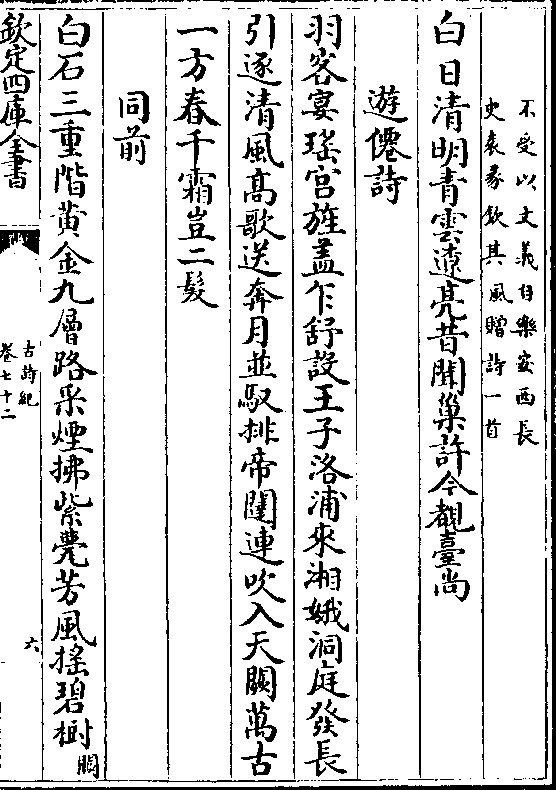 不受以文義自樂安西長
史袁彖欽其風贈詩一首
白日清明青雲遼亮昔聞巢許今覩臺尚
遊僊詩
羽客宴瑤宮旌蓋乍舒設王子洛浦來湘娥洞庭發長
引逐清風髙歌送奔月並馭排帝閽連吹入天闕萬古
一方春千霜豈二髮
同前
白石三重階黄金九層路采煙拂紫甍芳風搖碧樹胭
欽定四庫全書
古詩紀
卷七十二
六